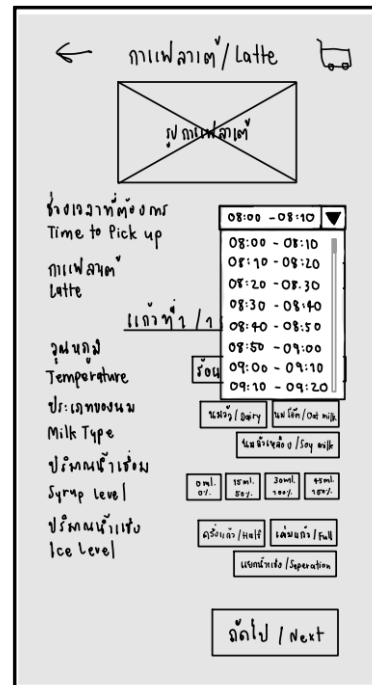 กาแฟลาเต้/Latte
รูปกาแฟลาเต้
ช่วงเวลาที่ต้องการ
Time to Pick up
08:00 - 08:10
08:00 - 08:10
08:10 - 08:20
08:20 - 08.30
08:30 - 08:40
08:40 - 08:50
08:50 - 09:00
09:00 - 09:10
09:10 - 09:20
กาแฟลาเต้
Latte
แก้วที่ 1 / 1
อุณหภูมิ
Temperature
ร้อน
ประเภทของนม
Milk Type
นมวัว/Dairy
นมโอ๊ต/Oat milk
นมถั่วเหลือง/Soy milk
ปริมาณน้ำเชื่อม
Syrup Level
0ml. 15ml. 30ml. 45ml.
0%. 50%. 100%. 150%.
ปริมาณน้ำแข็ง
Ice Level
ครึ่งแก้ว/Half
เต็มแก้ว/Full
แยกน้ำแข็ง/Seperation
ถัดไป / Next